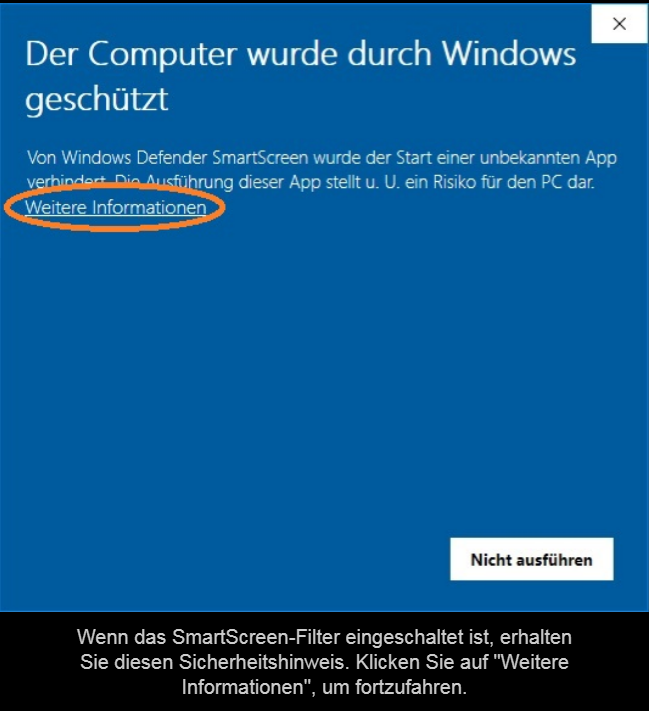 Der Computer wurde durch Windows
geschützt
Von Windows Defender SmartScreen wurde der Start einer unbekannten App
verhindert. Die Ausführung dieser App stellt u. U. ein Risiko für den PC dar.
Weitere Informationen
Nicht ausführen
Wenn das SmartScreen-Filter eingeschaltet ist, erhalten
Sie diesen Sicherheitshinweis. Klicken Sie auf "Weitere
Informationen", um fortzufahren.